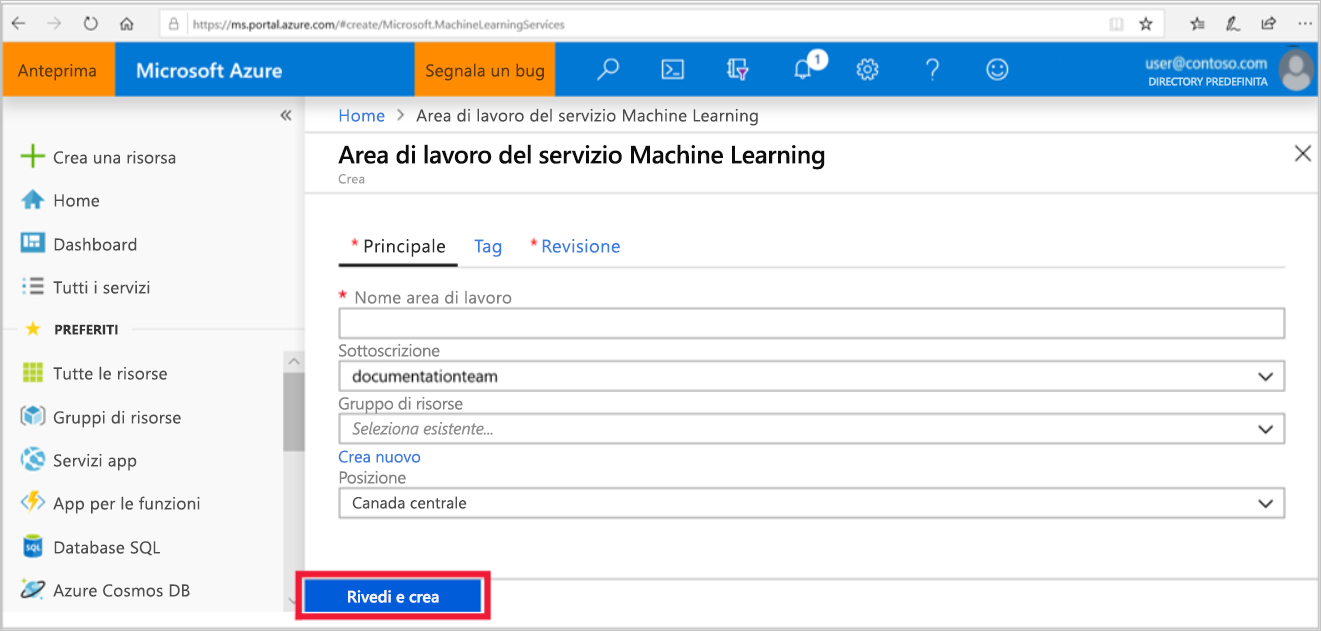 https://ms.portal.azure.com/#create/Microsoft.MachineLearningServices
Anteprima
Microsoft Azure
Segnala un bug
1
user@contoso.com
DIRECTORY PREDEFINITA
Home > Area di lavoro del servizio Machine Learning
Area di lavoro del servizio Machine Learning
Crea
Crea una risorsa
Home
Dashboard
Tutti i servizi
PREFERITI
Tutte le risorse
Gruppi di risorse
Servizi app
App per le funzioni
SQL
Database SQL
Azure Cosmos DB
* Principale Tag * Revisione
* Nome area di lavoro
Sottoscrizione
documentationteam
Gruppo di risorse
Seleziona esistente...
Crea nuovo
Posizione
Canada centrale
Rivedi e crea